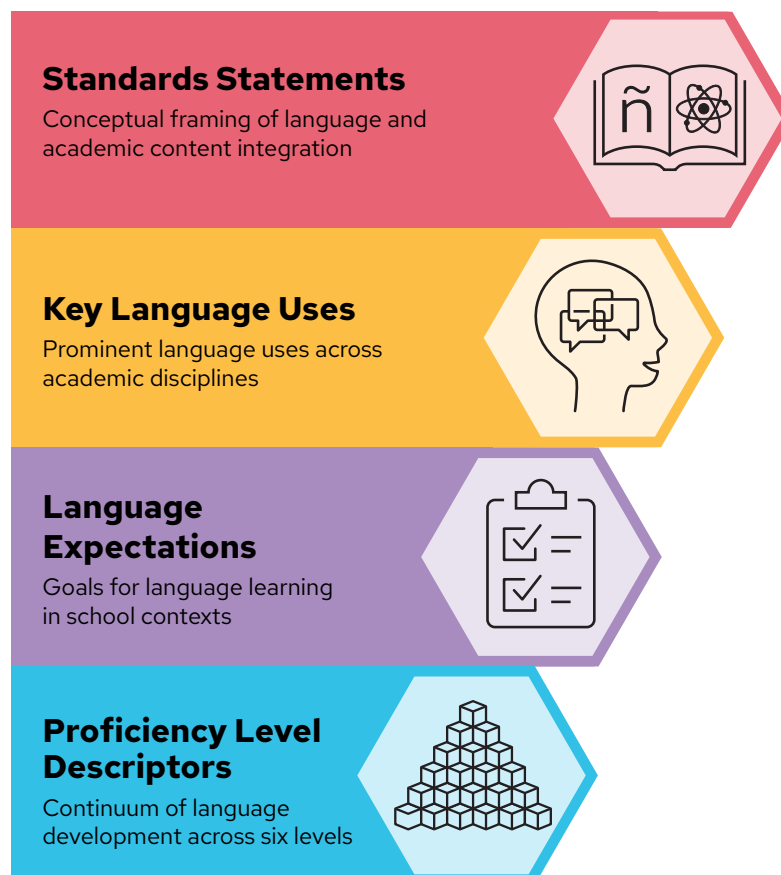 Standards Statements
Conceptual framing of language and
academic content integration
ñ
Key Language Uses
Prominent language uses across
academic disciplines
Language
Expectations
Goals for language learning
in school contexts
Proficiency Level
Descriptors
Continuum of language
development across six levels